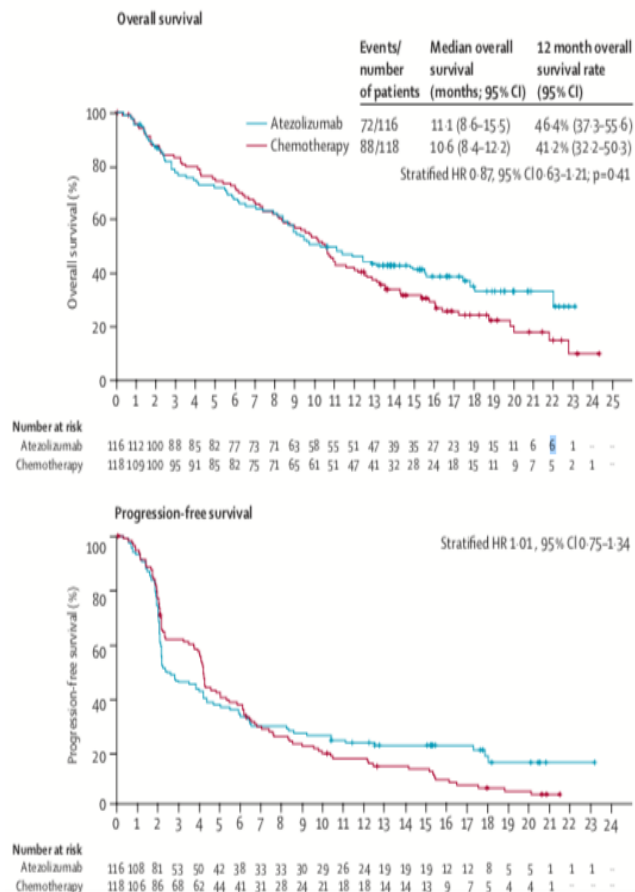 Overall survival
Events/ number of patients Median overall survival (months; 95% CI) 12 month overall survival rate (95% CI)
Atezolizumab 72/116 11·1 (8·6–15·5) 46·4% (37·3–55·6)
Chemotherapy 88/118 10·6 (8·4–12·2) 41·2% (32·2–50·3)
Stratified HR 0·87, 95% CI 0·63–1·21; p=0·41
Overall survival (%)
100
80
60
40
20
0
0 1 2 3 4 5 6 7 8 9 10 11 12 13 14 15 16 17 18 19 20 21 22 23 24 25
Number at risk
Atezolizumab 116 112 100 88 85 82 77 73 71 63 58 55 51 47 39 35 27 23 19 15 11 6 6 1 – –
Chemotherapy 118 109 100 95 91 85 82 75 71 65 61 51 47 41 32 28 24 18 15 11 9 7 5 2 1 –
Progression-free survival
Stratified HR 1·01, 95% CI 0·75–1·34
Progression-free survival (%)
100
80
60
40
20
0
0 1 2 3 4 5 6 7 8 9 10 11 12 13 14 15 16 17 18 19 20 21 22 23 24
Number at risk
Atezolizumab 116 108 81 53 50 42 38 33 33 30 29 26 24 19 19 19 12 12 8 5 5 1 1 1 –
Chemotherapy 118 106 86 68 62 44 41 31 28 24 21 18 18 14 14 13 9 7 5 4 4 1 – – –